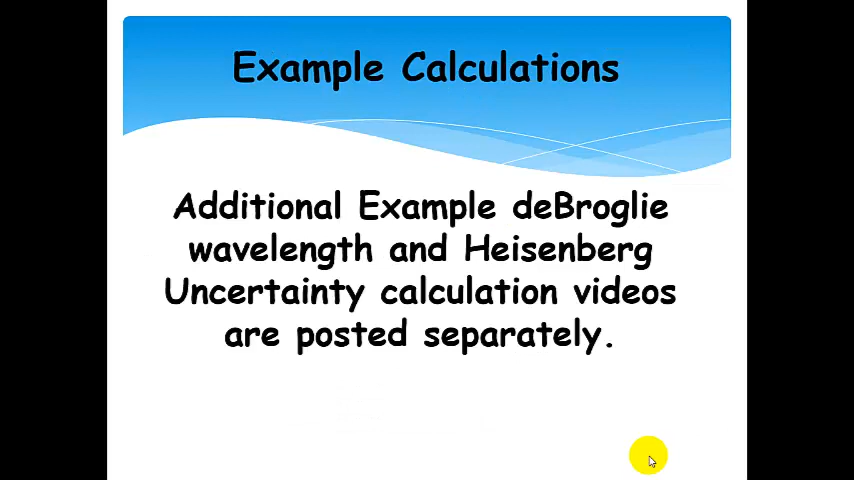 Example Calculations
Additional Example deBroglie
wavelength and Heisenberg
Uncertainty calculation videos
are posted separately.